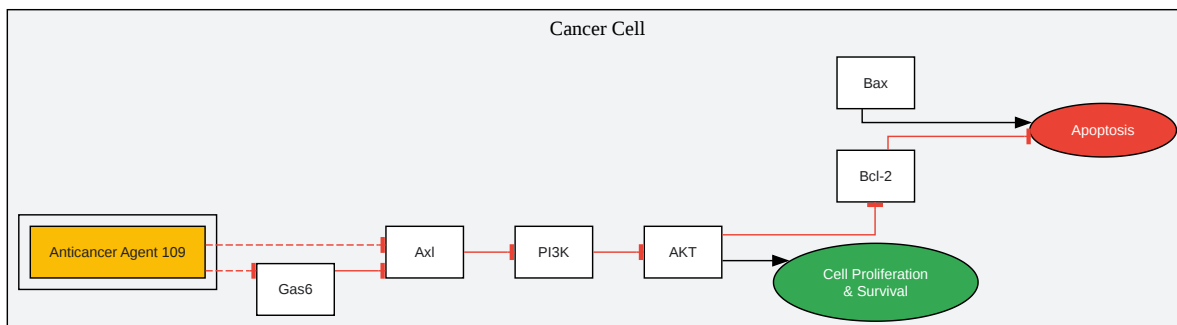 Cancer Cell
Bax
Apoptosis
Bcl-2
Anticancer Agent 109
Axl
PI3K
AKT
Gas6
Cell Proliferation
& Survival